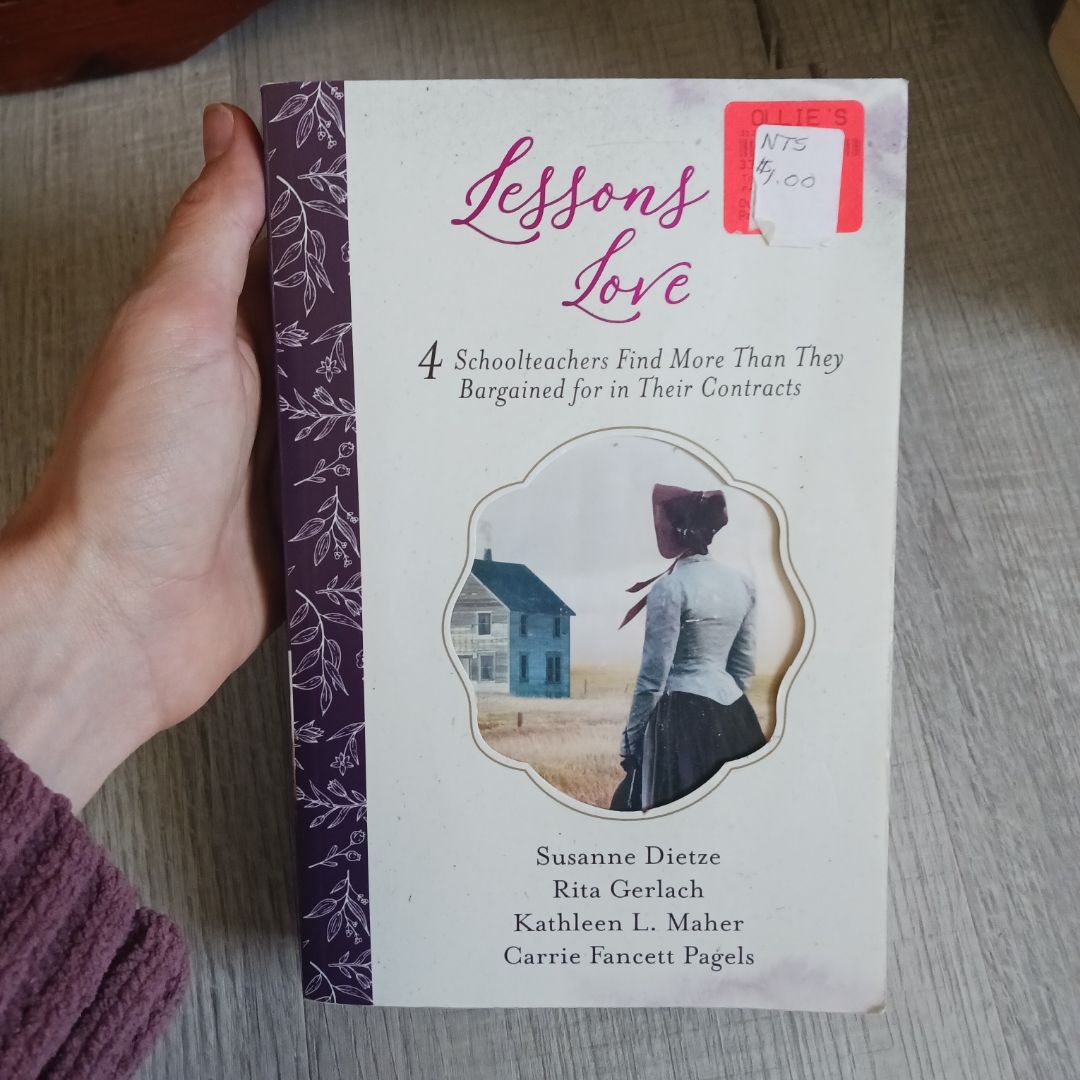 OLLIE'S
NTS
$1.00
Lessons
Love
4 Schoolteachers Find More Than They
Bargained for in Their Contracts
Susanne Dietze
Rita Gerlach
Kathleen L. Maher
Carrie Fancett Pagels